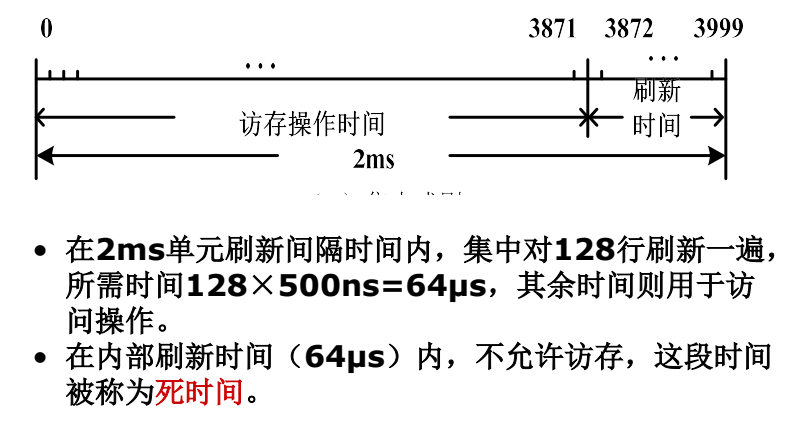 0 3871 3872 3999
···
···
刷新
访存操作时间 时间
2ms
• 在2ms单元刷新间隔时间内，集中对128行刷新一遍，
所需时间128×500ns=64μs，其余时间则用于访
问操作。
• 在内部刷新时间（64μs）内，不允许访存，这段时间
被称为死时间。